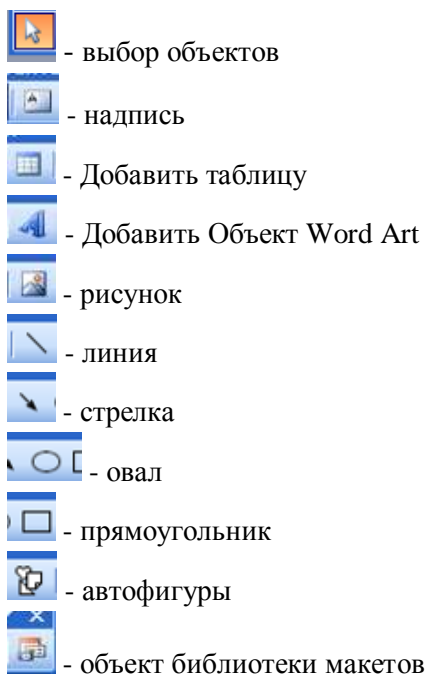 - выбор объектов
- надпись
- Добавить таблицу
- Добавить Объект Word Art
- рисунок
- линия
- стрелка
- овал
- прямоугольник
- автофигуры
- объект библиотеки макетов